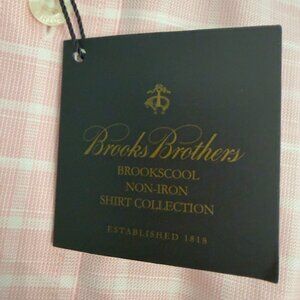 Brooks Brothers
BROOKSCOOL
NON-IRON
SHIRT COLLECTION
ESTABLISHED 1818